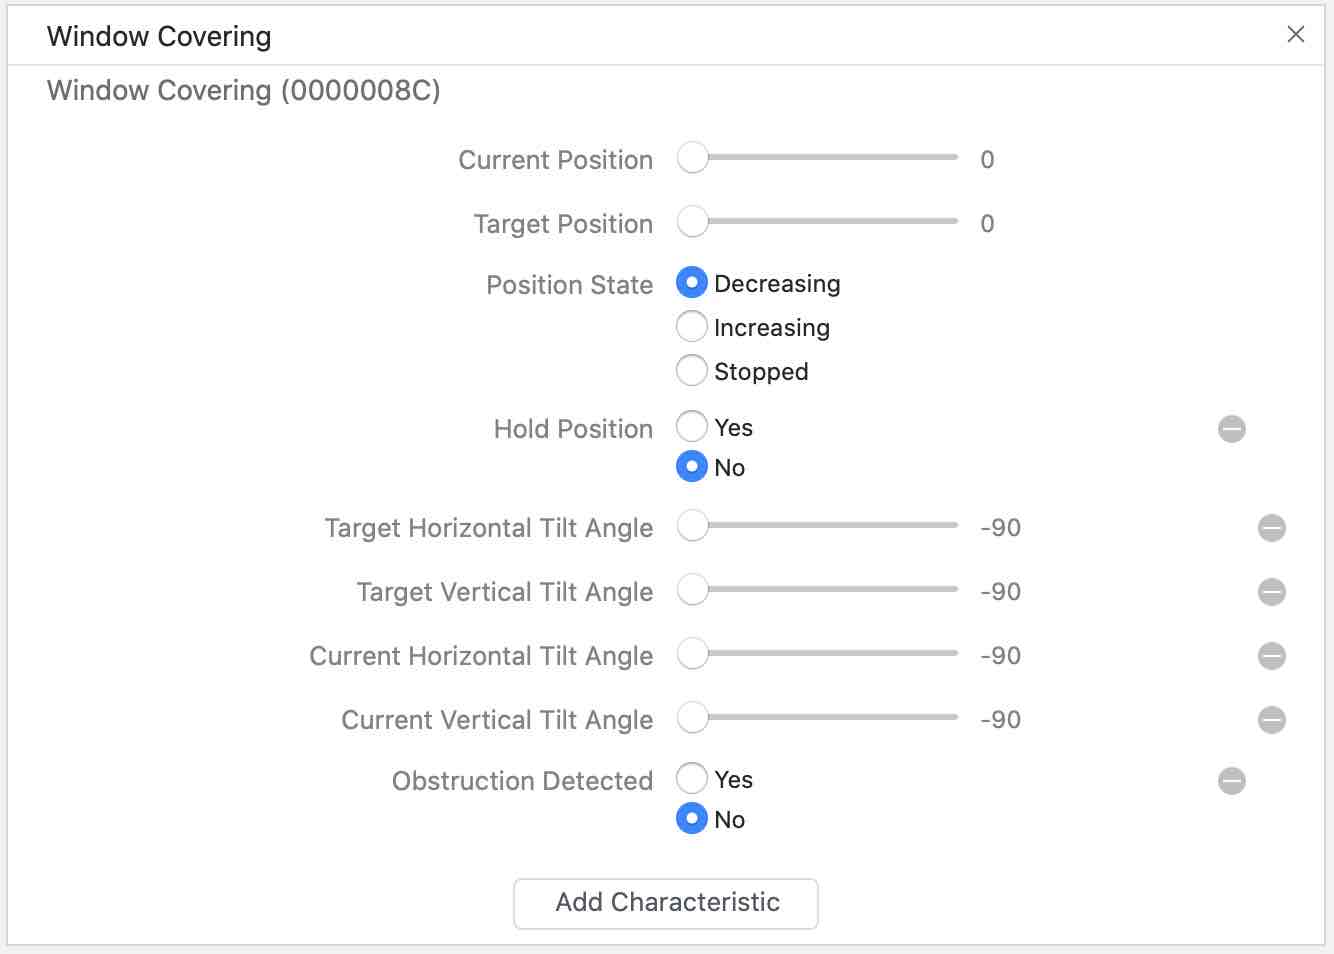 Window Covering
Window Covering (0000008C)
Current Position 0
Target Position 0
Position State Decreasing
Increasing
Stopped
Hold Position Yes
No
Target Horizontal Tilt Angle -90
Target Vertical Tilt Angle -90
Current Horizontal Tilt Angle -90
Current Vertical Tilt Angle -90
Obstruction Detected Yes
No
Add Characteristic